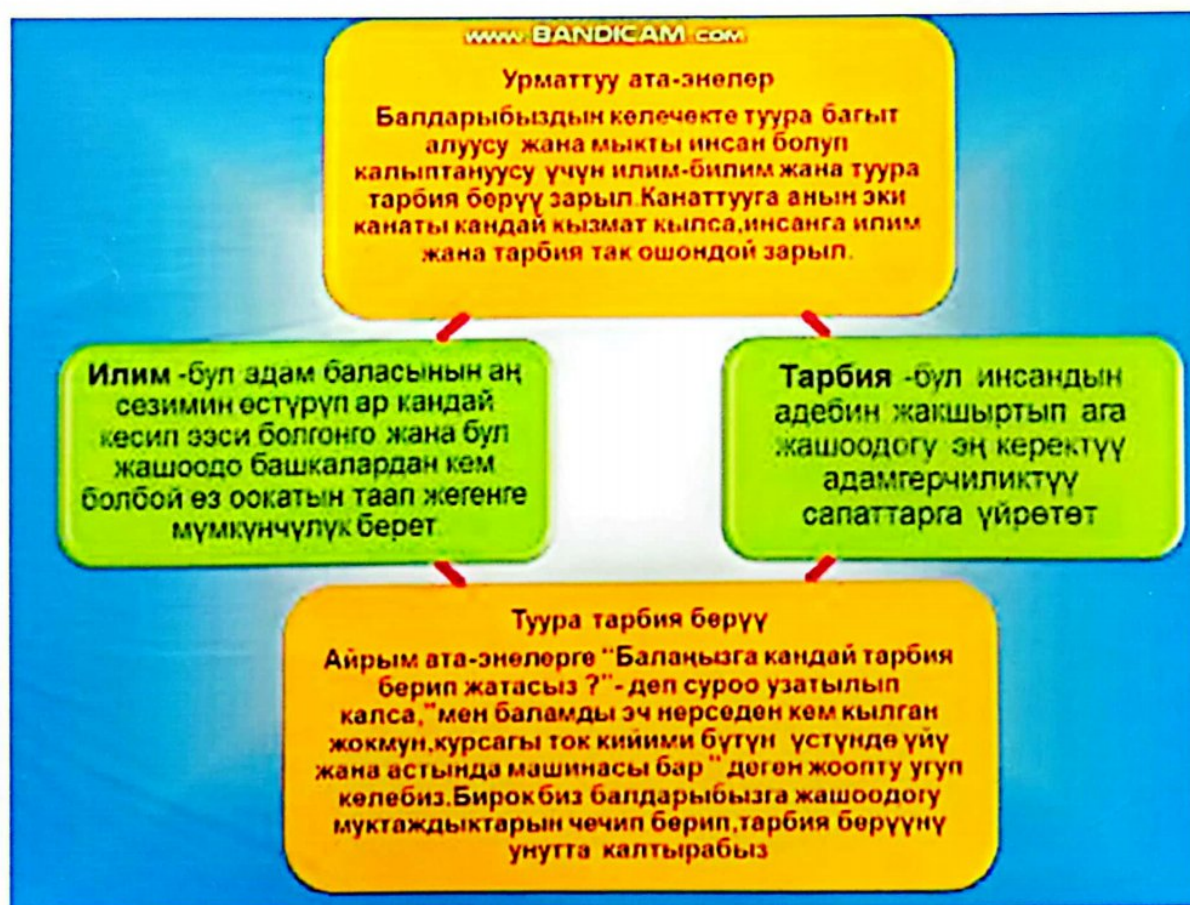 www.BANDICAM.com
Урматтуу ата-энелер
Балдарыбыздын келечекте туура багыт
алуусу жана мыкты инсан болуп
калыптануусу үчүн илим-билим жана туура
тарбия берүү зарыл.Канаттууга анын эки
канаты кандай кызмат кылса,инсанга илим
жана тарбия так ошондой зарыл.
Илим -бул адам баласынын аң
сезимин өстүрүп ар кандай
кесип ээси болгонго жана бул
жашоодо башкалардан кем
болбой өз оокатын таап жегенге
мүмкүнчүлүк берет.
Тарбия -бул инсандын
адебин жакшыртып ага
жашоодогу эң керектүү
адамгерчиликтүү
сапаттарга үйрөтөт
Туура тарбия берүү
Айрым ата-энелерге "Балаңызга кандай тарбия
берип жатасыз ?"- деп суроо узатылып
калса,"мен баламды эч нерседен кем кылган
жокмун,курсагы ток кийими бүтүн үстүндө үйү
жана астында машинасы бар " деген жоопту угуп
келебиз.Бирок биз балдарыбызга жашоодогу
муктаждыктарын чечип берип,тарбия берүүнү
унутта калтырабыз